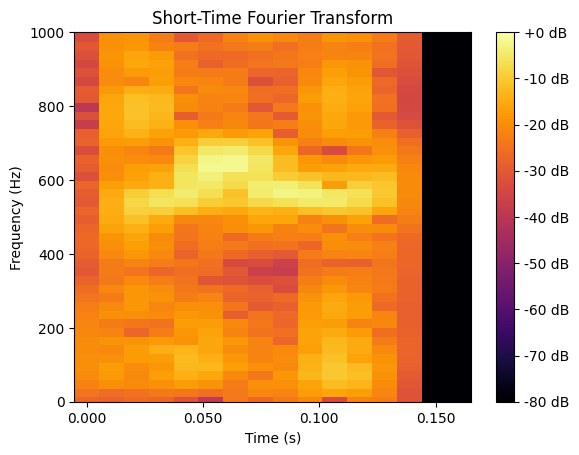 Short-Time Fourier Transform
1000
800
600
400
200
0
Frequency (Hz)
0.000
0.050
0.100
0.150
Time (s)
+0 dB
-10 dB
-20 dB
-30 dB
-40 dB
-50 dB
-60 dB
-70 dB
-80 dB